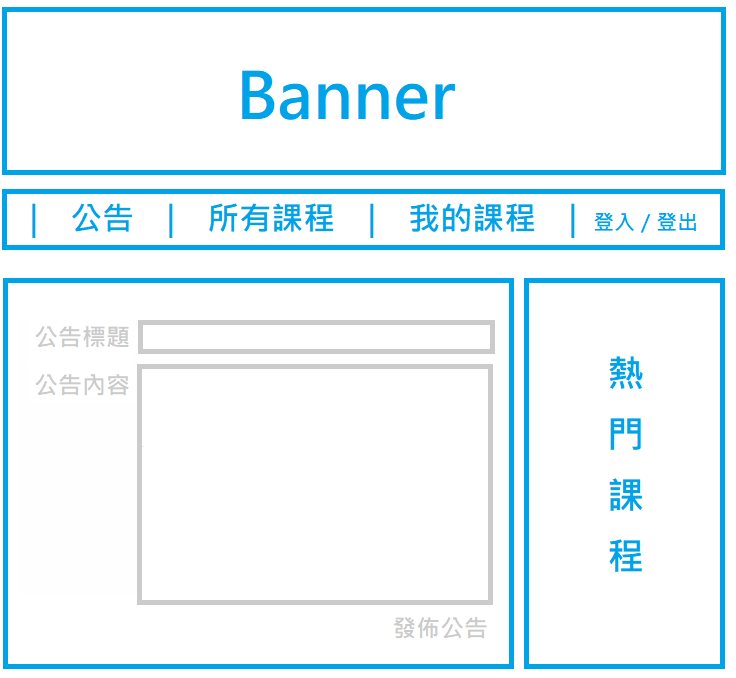 Banner
| 公告 | 所有課程 | 我的課程 | 登入 / 登出
公告標題
公告內容
發佈公告
熱
門
課
程